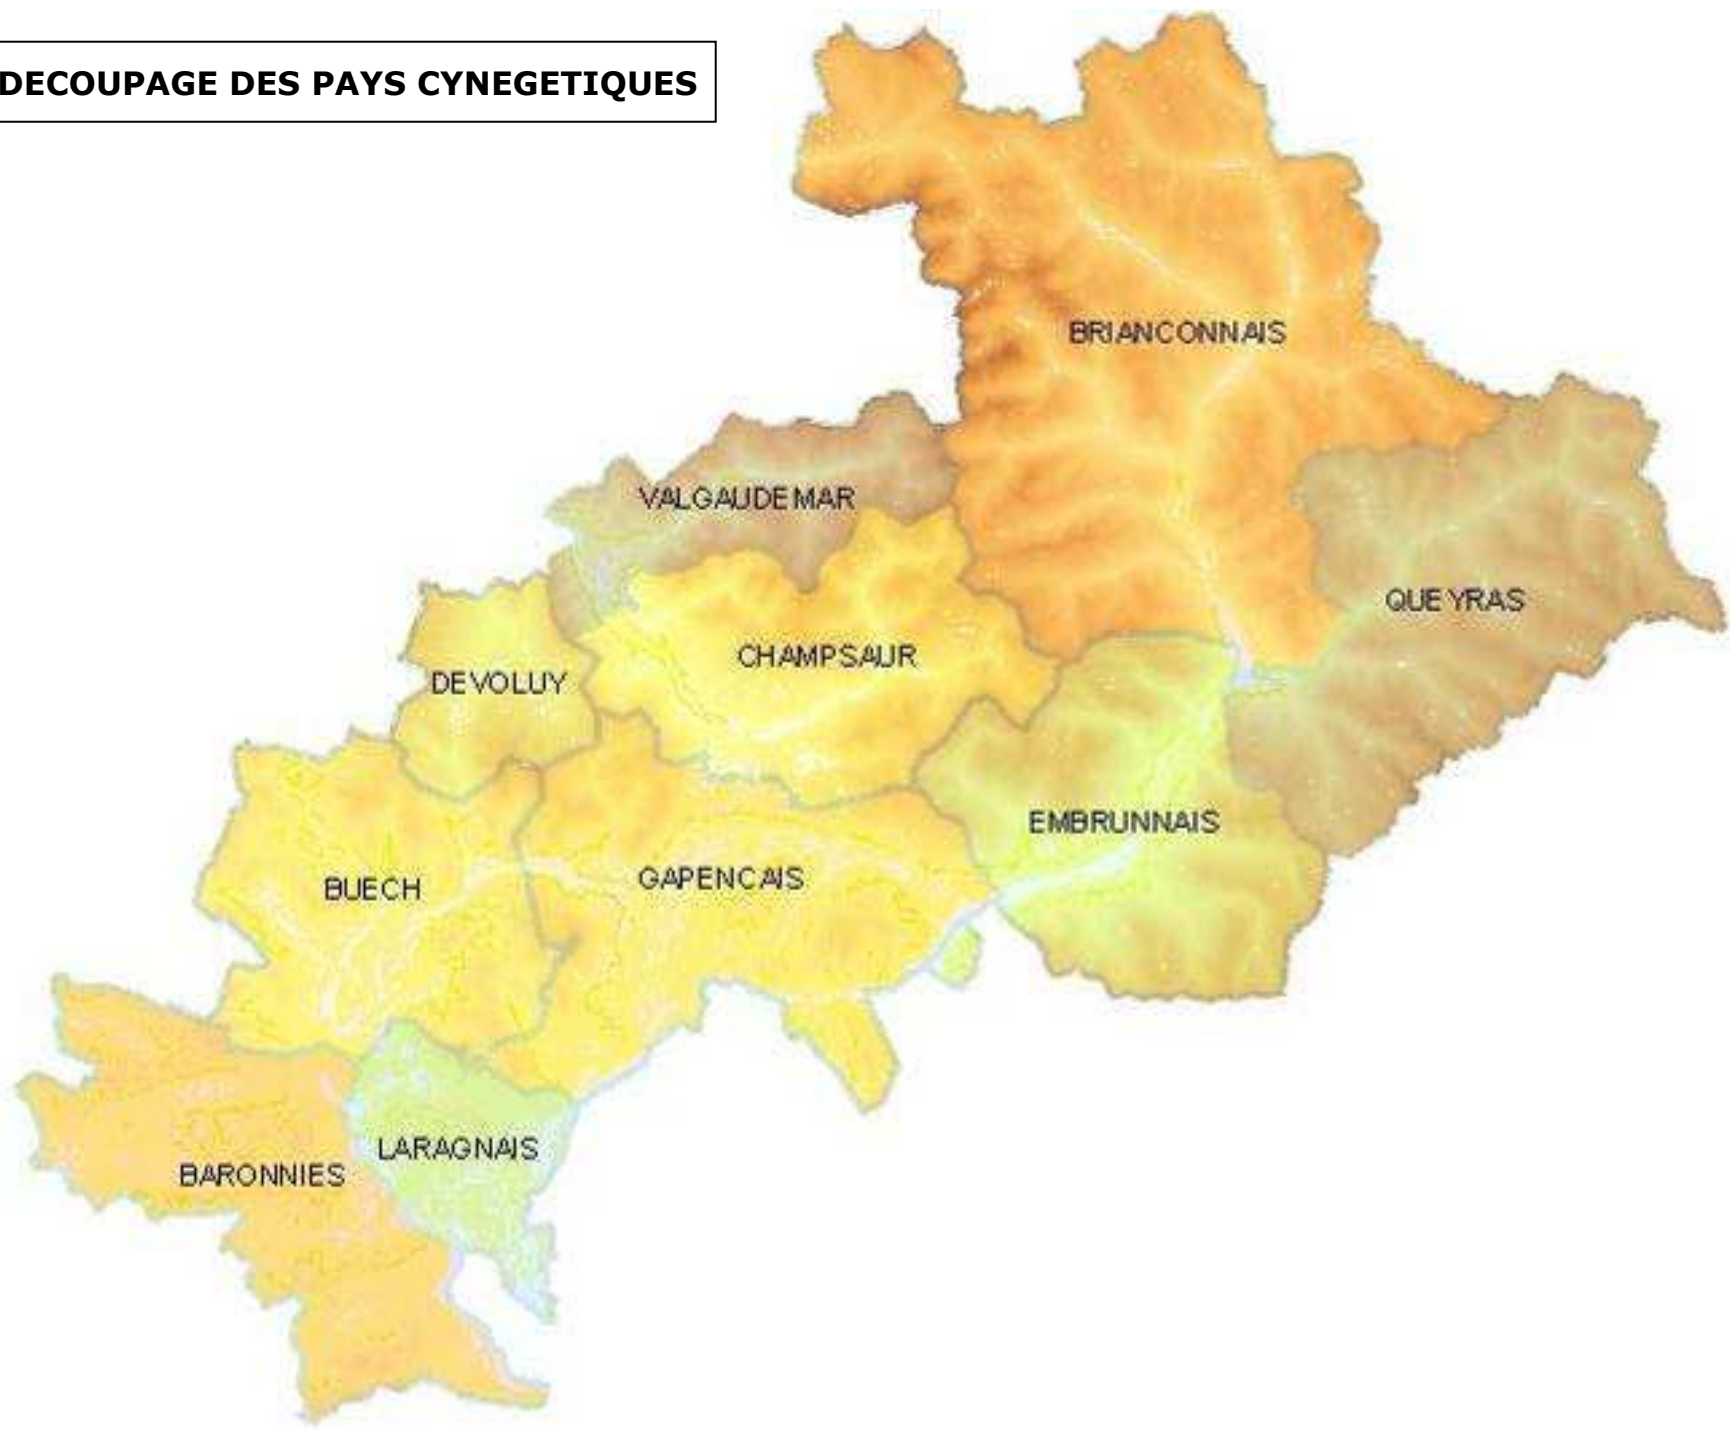 DECOUPAGE DES PAYS CYNEGETIQUES
BRIANCONNAIS
VALGAUDEMAR
QUEYRAS
CHAMPSAUR
DEVOLUY
EMBRUNNAIS
GAPENCAIS
BUECH
LARAGNAIS
BARONNIES